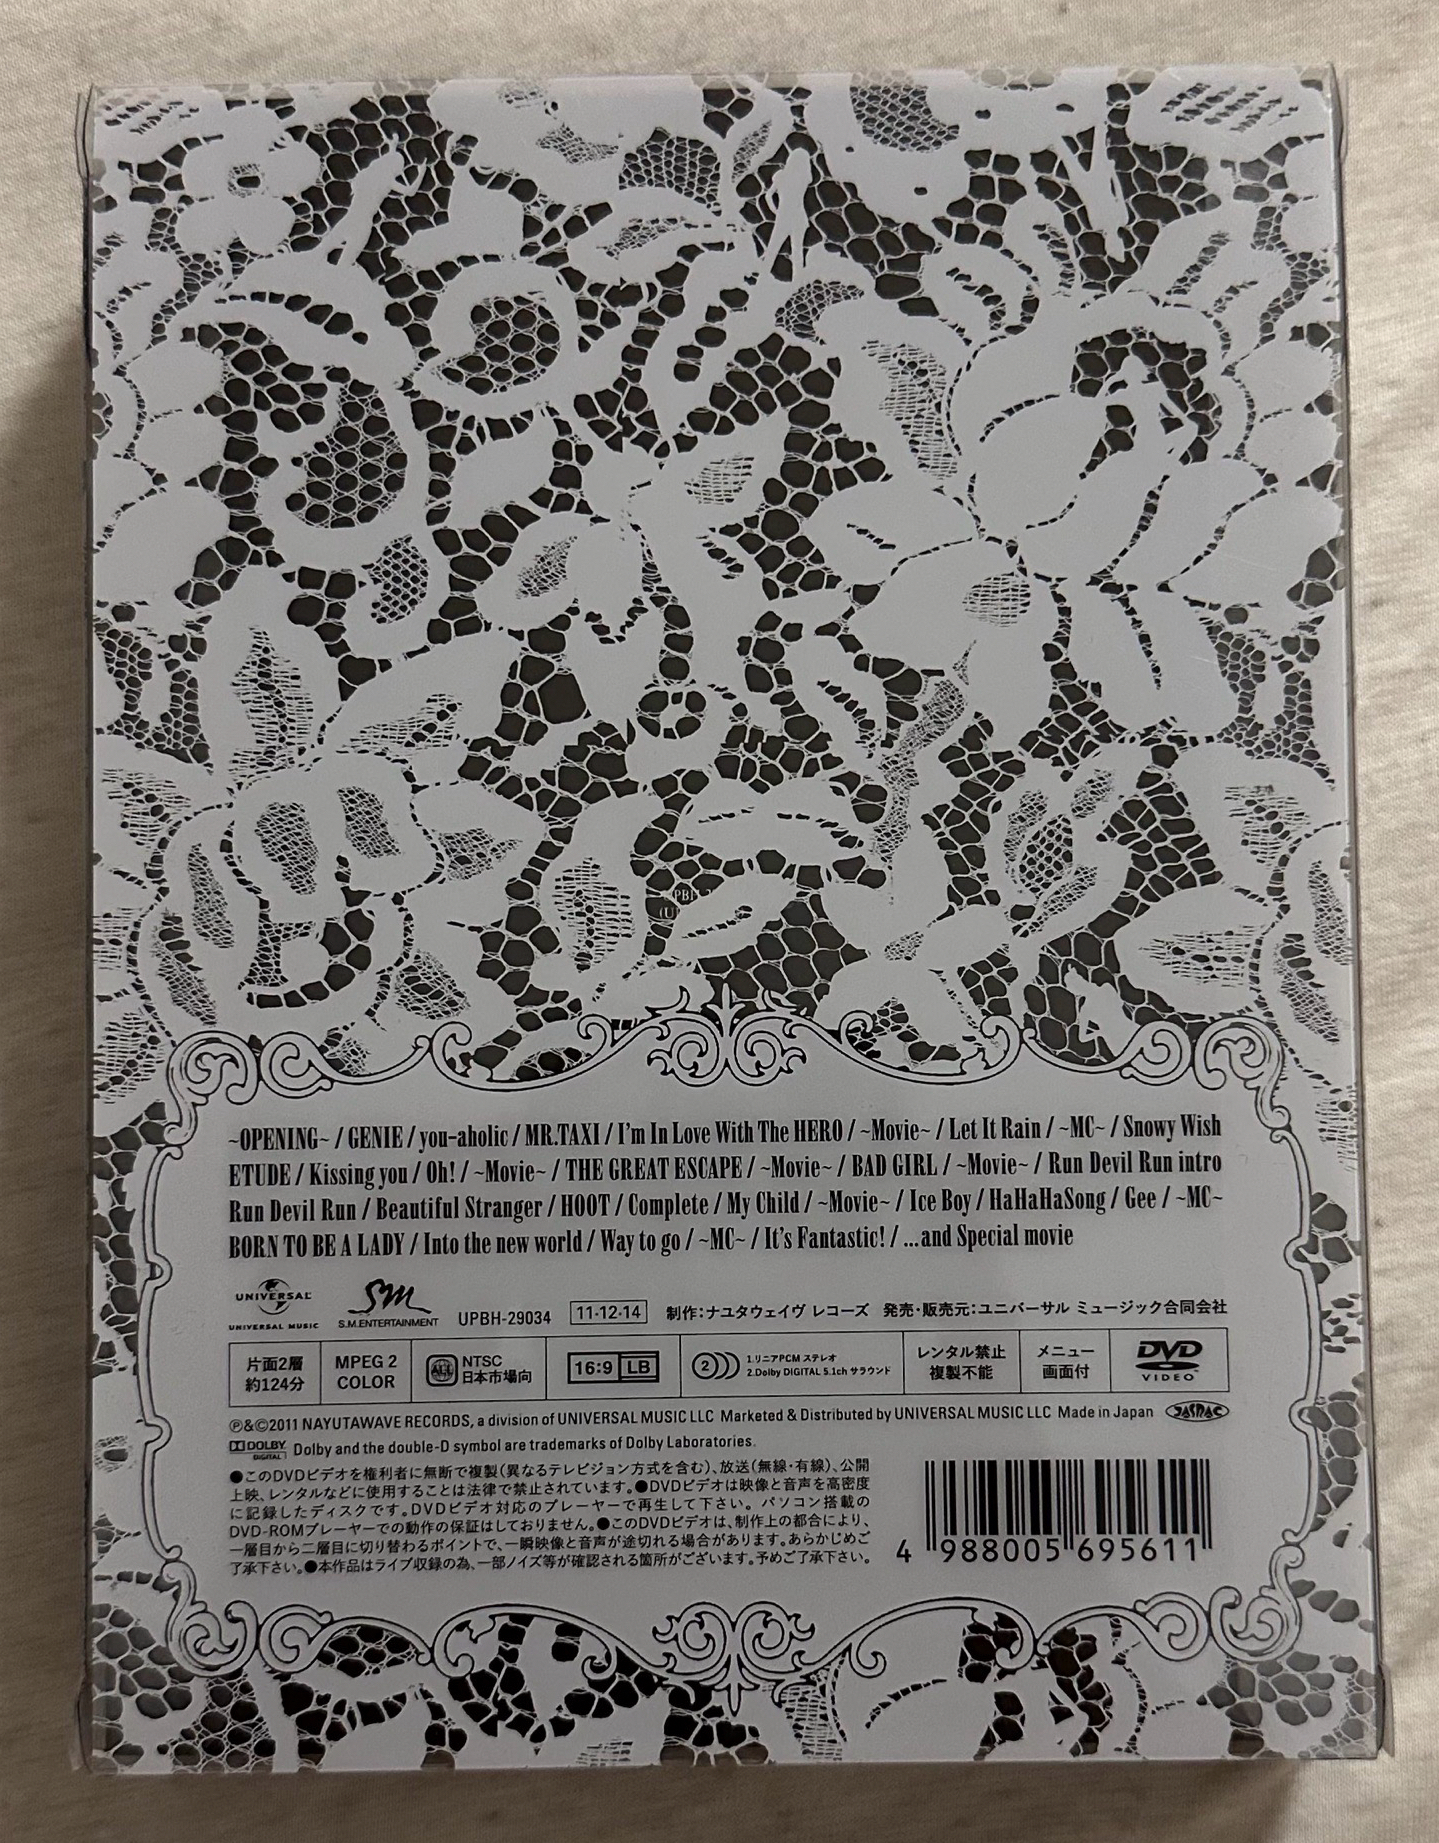 ~OPENING~ / GENIE / you-aholic / MR.TAXI / I'm In Love With The HERO / ~Movie~ / Let It Rain / ~MC~ / Snowy Wish
ETUDE / Kissing you / Oh! / ~Movie~ / THE GREAT ESCAPE / ~Movie~ / BAD GIRL / ~Movie~ / Run Devil Run intro
Run Devil Run / Beautiful Stranger / HOOT / Complete / My Child / ~Movie~ / Ice Boy / HaHaHaSong / Gee / ~MC~
BORN TO BE A LADY / Into the new world / Way to go / ~MC~ / It's Fantastic! / ...and Special movie
UNIVERSAL
UNIVERSAL MUSIC
SM
S.M.ENTERTAINMENT
UPBH-29034
11・12・14
制作：ナユタウェイヴ レコーズ 発売・販売元：ユニバーサル ミュージック合同会社
片面2層
約124分
MPEG 2
COLOR
ALL
NTSC
日本市場向
16:9 LB
2
1.リニアPCM ステレオ
2.Dolby DIGITAL 5.1ch サラウンド
レンタル禁止
複製不能
メニュー
画面付
DVD
VIDEO
℗&©2011 NAYUTAWAVE RECORDS, a division of UNIVERSAL MUSIC LLC Marketed & Distributed by UNIVERSAL MUSIC LLC Made in Japan JASRAC
DOLBY
DIGITAL
Dolby and the double-D symbol are trademarks of Dolby Laboratories.
●このDVDビデオを権利者に無断で複製（異なるテレビジョン方式を含む）、放送（無線・有線）、公開
上映、レンタルなどに使用することは法律で禁止されています。●DVDビデオは映像と音声を高密度
に記録したディスクです。DVDビデオ対応のプレーヤーで再生して下さい。パソコン搭載の
DVD-ROMプレーヤーでの動作の保証はしておりません。●このDVDビデオは、制作上の都合により、
一層目から二層目に切り替わるポイントで、一瞬映像と音声が途切れる場合があります。あらかじめご
了承下さい。●本作品はライブ収録の為、一部ノイズ等が確認される箇所がございます。予めご了承下さい。
4 988005 695611